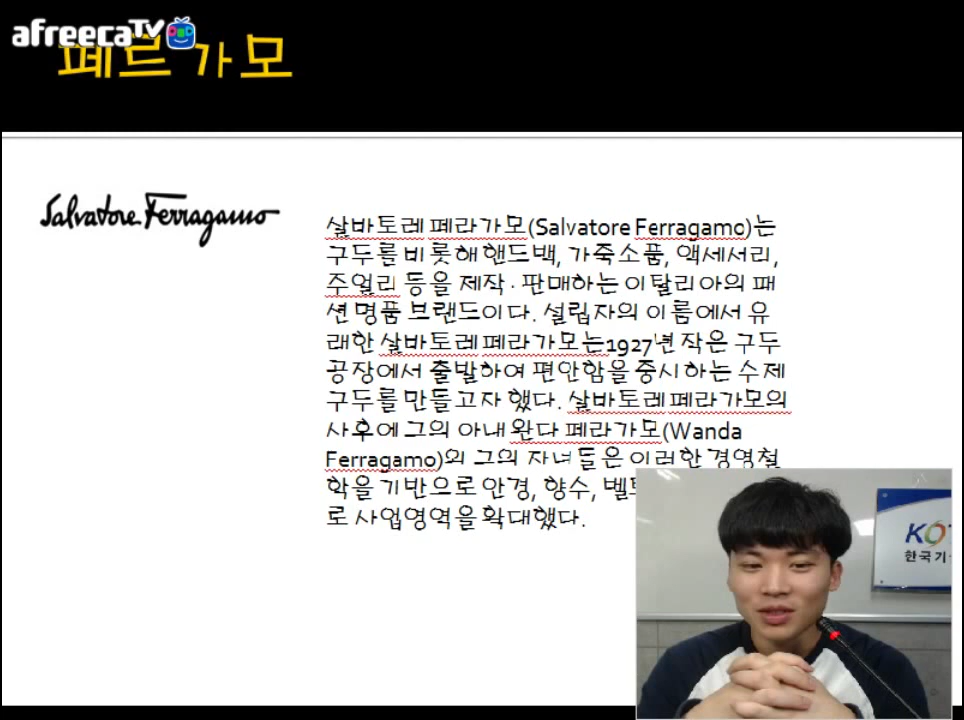 afreecaTV
페르가모
Salvatore Ferragamo
살바토레 페라가모(Salvatore Ferragamo)는
구두를 비롯해 핸드백, 가죽소품, 액세서리,
주얼리 등을 제작·판매하는 이탈리아의 패
션 명품 브랜드이다. 설립자의 이름에서 유
래한 살바토레 페라가모는1927년 작은 구두
공장에서 출발하여 편안함을 중시하는 수제
구두를 만들고자 했다. 살바토레 페라가모의
사후에 그의 아내 완다 페라가모(Wanda
Ferragamo)와 그의 자녀들은 이러한 경영철
학을 기반으로 안경, 향수, 벨
로 사업영역을 확대했다.
KO
한국기